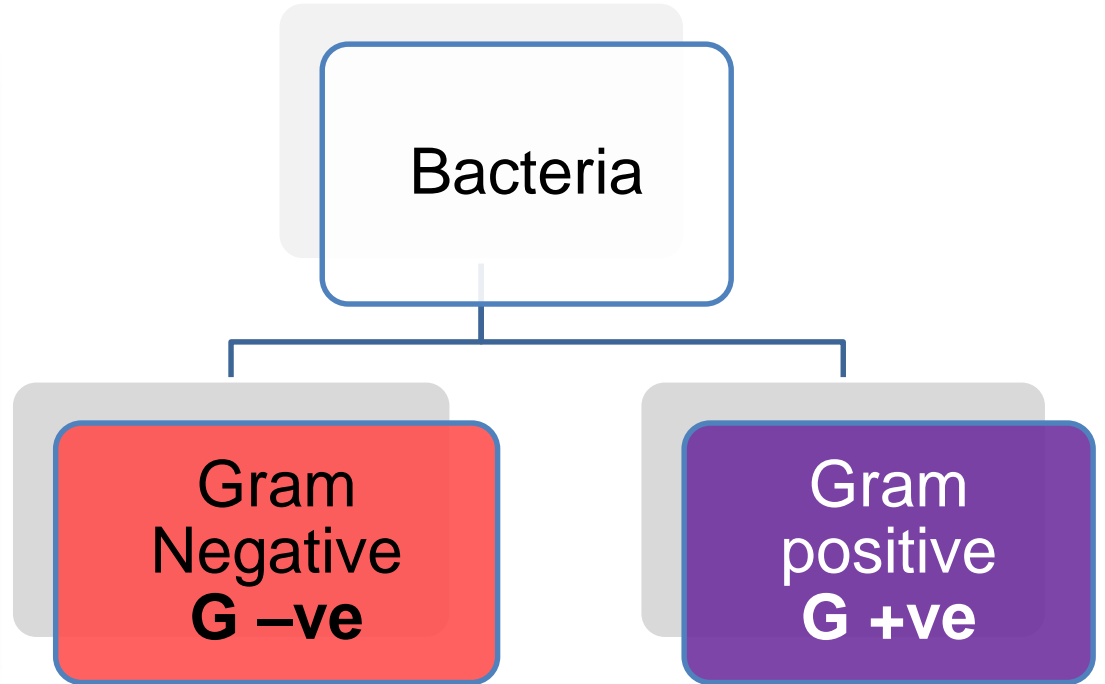 Bacteria
Gram
Negative
G –ve
Gram
positive
G +ve